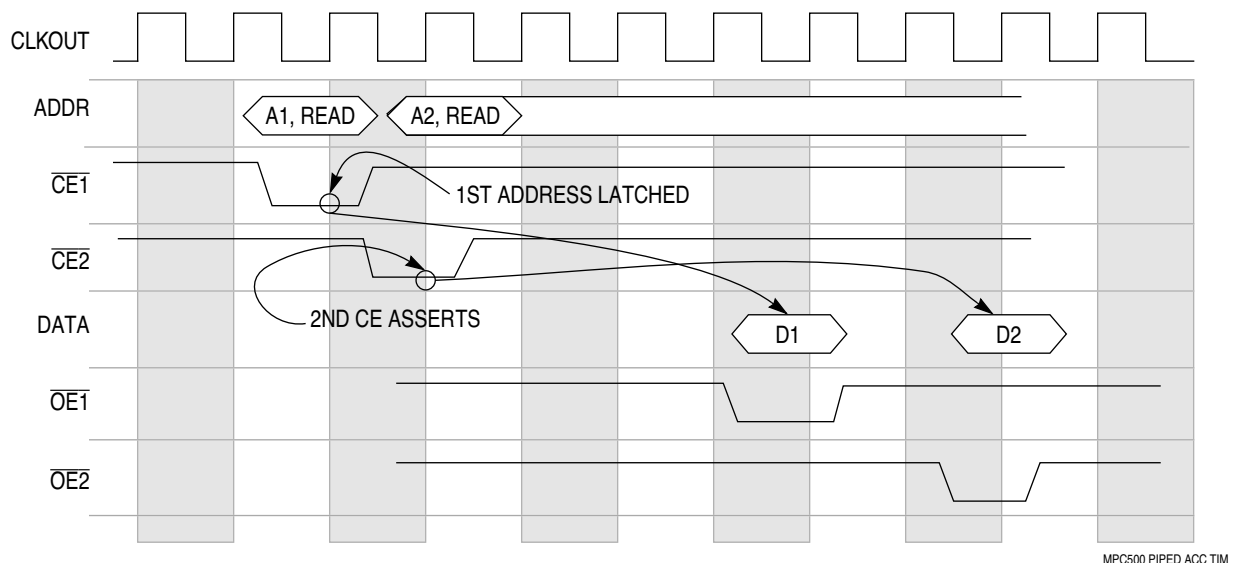 CLKOUT
ADDR
A1, READ
A2, READ
CE1
1ST ADDRESS LATCHED
CE2
2ND CE ASSERTS
DATA
D1
D2
OE1
OE2
MPC500 PIPED ACC TIM